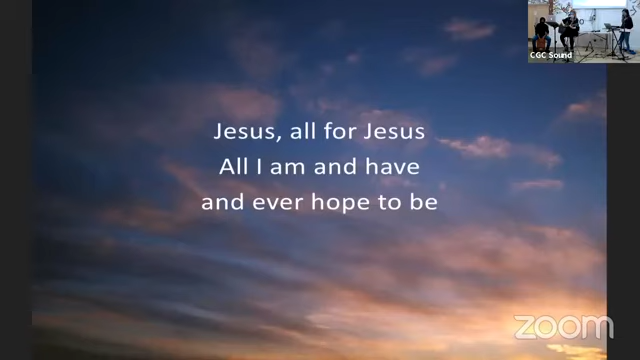 CGC Sound
Jesus, all for Jesus
All I am and have
and ever hope to be
zoom